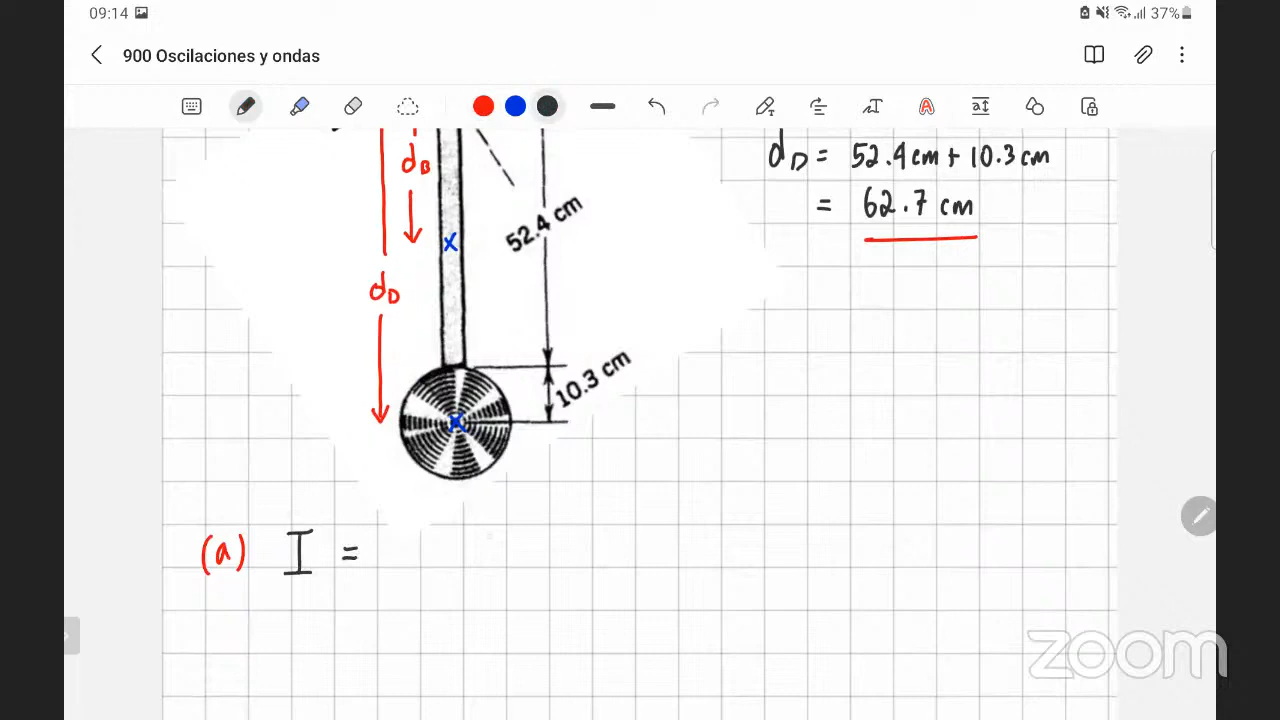 09:14
37%
900 Oscilaciones y ondas
d_D = 52.4 cm + 10.3 cm
= 62.7 cm
d_B
52.4 cm
d_D
10.3 cm
(a) I =
zoom